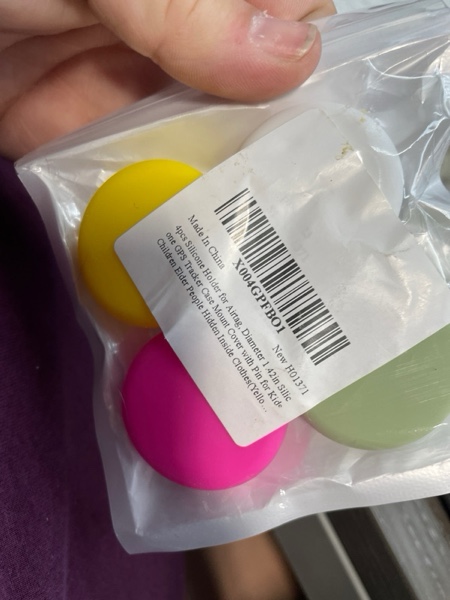 X004GPFBO1
Made In China
New H01371
4pcs Silicone Holder for Airtag, Diameter 1.42in Silic
one GPS Tracker Case Mount Cover with Pin for Kids
Children Elder People Hidden Inside Clothes(Yello...